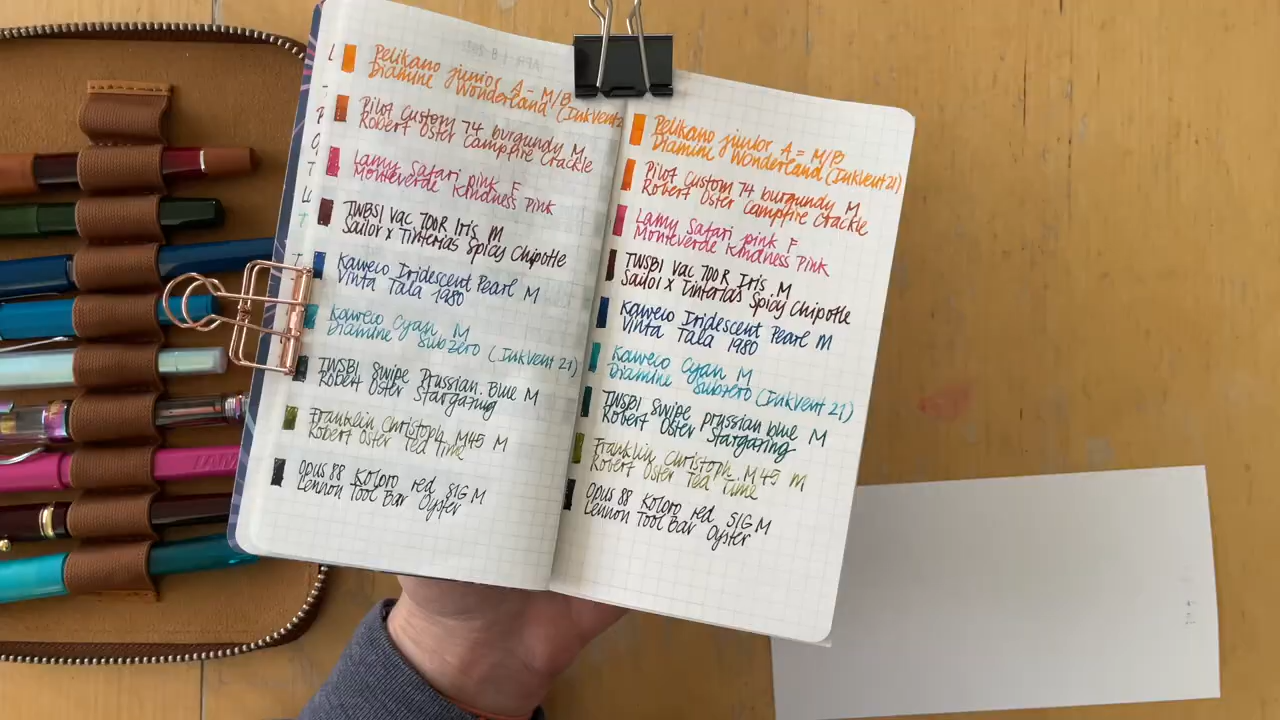 Pelikano junior A - M/B
Diamine Wonderland (Inkvent 2
Pilot Custom 74 burgundy M
Robert Oster Campfire Crackle
Lamy Safari pink F
Monteverde Kindness Pink
TWSBI Vac 700R Iris M
Sailor x Tinterias Spicy Chipotle
Kaweco Iridescent Pearl M
Vinta Tala 1980
Kaweco Cyan M
Diamine Subzero (Inkvent 21)
TWSBI Swipe Prussian Blue M
Robert Oster Stargazing
Franklin Christoph M45 M
Robert Oster Tea Time
Opus 88 Koloro red SIG M
Lennon Tool Bar Oyster
Pelikano junior A = M/B
Diamine Wonderland (Inkvent 21)
Pilot Custom 74 burgundy M
Robert Oster Campfire Crackle
Lamy Safari pink F
Monteverde Kindness Pink
TWSBI Vac 700R Iris M
Sailor x Tinterias Spicy Chipotle
Kaweco Iridescent Pearl M
Vinta Tala 1980
Kaweco Cyan M
Diamine Subzero (Inkvent 21)
TWSBI Swipe prussian blue M
Robert Oster Stargazing
Franklin Christoph M45 m
Robert Oster Tea Time
Opus 88 Koloro red SIG M
Lennon Tool Bar Oyster